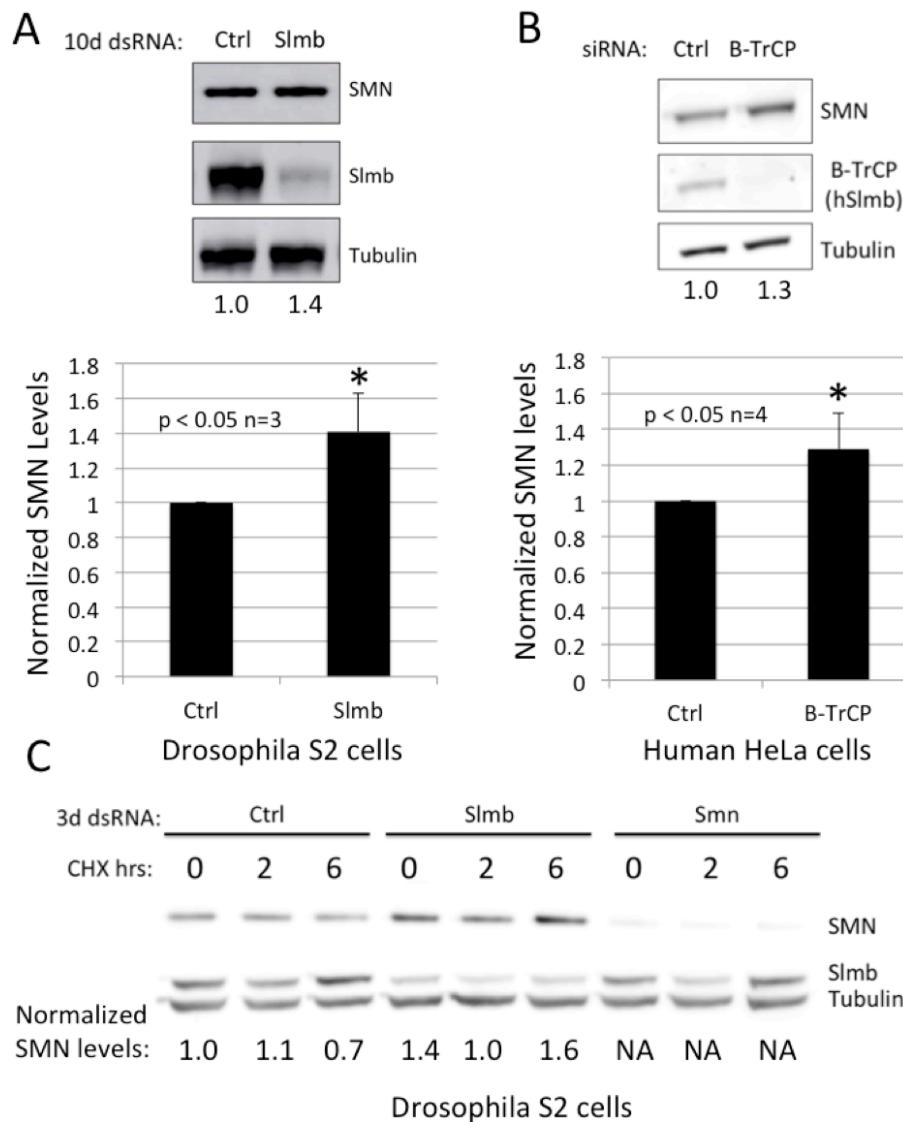 A
10d dsRNA: Ctrl Slmb
SMN
Slmb
Tubulin
1.0 1.4
Normalized SMN Levels
1.8
1.6
1.4
1.2
1
0.8
0.6
0.4
0.2
0
*
p < 0.05 n=3
Ctrl Slmb
Drosophila S2 cells
B
siRNA: Ctrl B-TrCP
SMN
B-TrCP
(hSlmb)
Tubulin
1.0 1.3
Normalized SMN levels
1.8
1.6
1.4
1.2
1
0.8
0.6
0.4
0.2
0
*
p < 0.05 n=4
Ctrl B-TrCP
Human HeLa cells
C
3d dsRNA: Ctrl Slmb Smn
CHX hrs: 0 2 6 0 2 6 0 2 6
SMN
Slmb
Tubulin
Normalized
SMN levels: 1.0 1.1 0.7 1.4 1.0 1.6 NA NA NA
Drosophila S2 cells